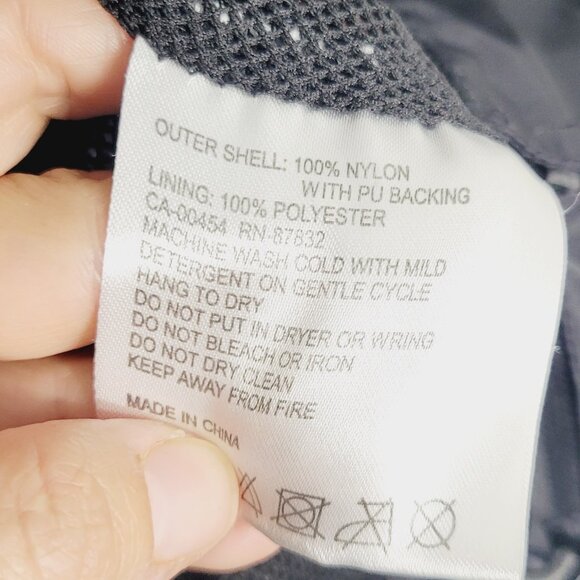 OUTER SHELL: 100% NYLON
WITH PU BACKING
LINING: 100% POLYESTER
CA-00454 RN-87832
MACHINE WASH COLD WITH MILD
DETERGENT ON GENTLE CYCLE
HANG TO DRY
DO NOT PUT IN DRYER OR WRING
DO NOT BLEACH OR IRON
DO NOT DRY CLEAN
KEEP AWAY FROM FIRE
MADE IN CHINA